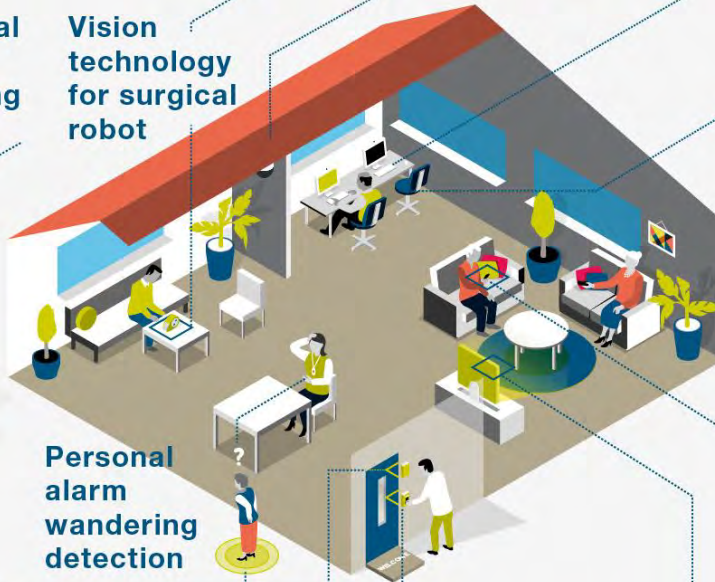 Vision
technology
for surgical
robot
Personal
alarm
wandering
detection
?